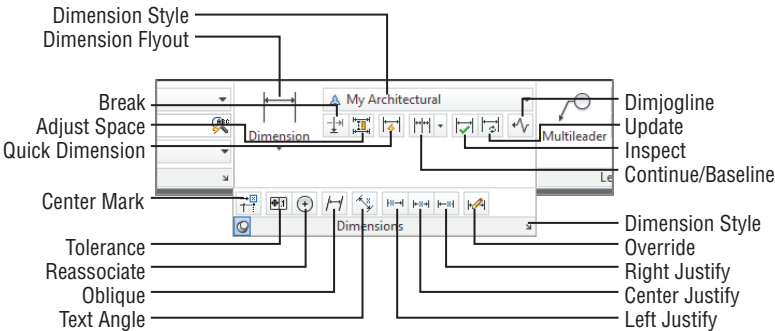 Dimension Style
Dimension Flyout
My Architectural
Break
Adjust Space
Quick Dimension
Dimension
Multileader
Dimjogline
Update
Inspect
Continue/Baseline
Le
Center Mark
Dimensions
Tolerance
Reassociate
Oblique
Text Angle
Dimension Style
Override
Right Justify
Center Justify
Left Justify